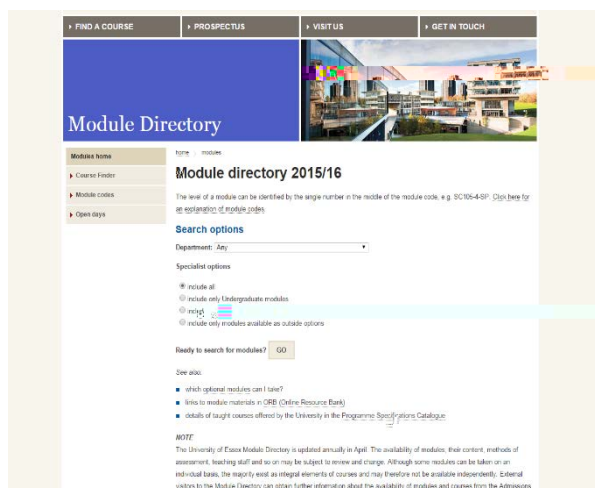 FIND A COURSE
PROSPECTUS
VISIT US
GET IN TOUCH
Module Directory
Modules home
Course Finder
Module codes
Open days
home : modules
Module directory 2015/16
The level of a module can be identified by the single number in the middle of the module code, e.g. SC105-4-SP. Click here for
an explanation of module codes.
Search options
Department: Any
Specialist options
include all
include only Undergraduate modules
include only modules available as outside options
Ready to search for modules? GO
See also:
which optional modules can I take?
links to module materials in ORB (Online Resource Bank)
details of taught courses offered by the University in the Programme Specifications Catalogue
NOTE
The University of Essex Module Directory is updated annually in April. The availability of modules, their content, methods of
assessment, teaching staff and so on may be subject to review and change. Although some modules can be taken on an
individual basis, the majority exist as integral elements of courses and may therefore not be available independently. External
visitors to the Module Directory can obtain further information about the availability of modules and courses from the Admissions